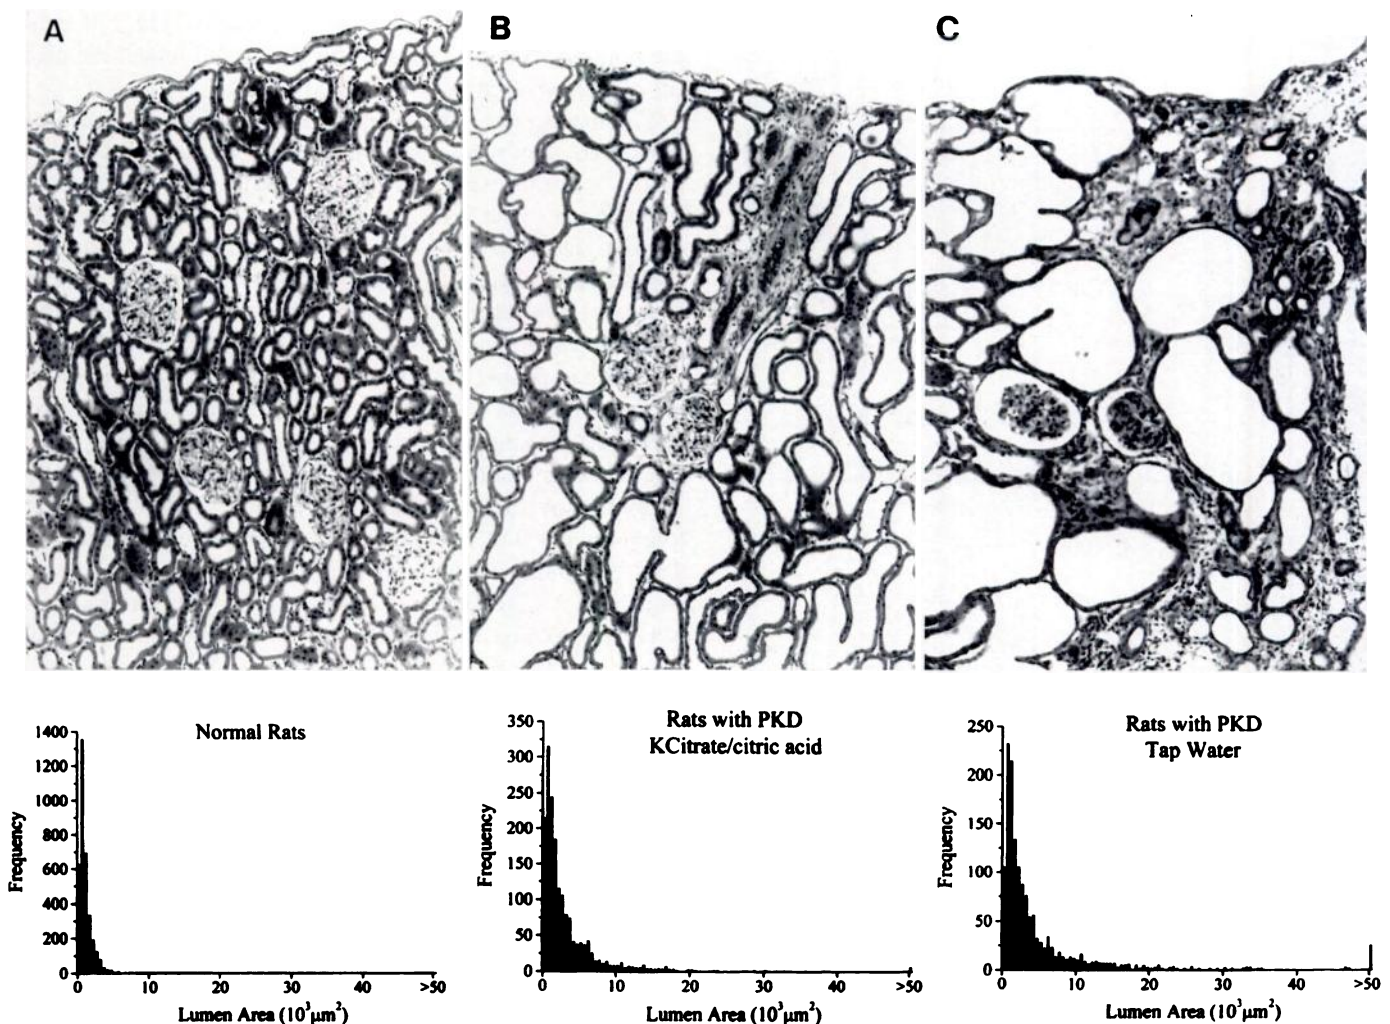 A
B
C
Normal Rats
1400
1200
1000
800
600
400
200
0
Frequency
0 10 20 30 40 >50
Lumen Area (10³μm²)
Rats with PKD
KCitrate/citric acid
350
300
250
200
150
100
50
0
Frequency
0 10 20 30 40 >50
Lumen Area (10³μm²)
Rats with PKD
Tap Water
250
200
150
100
50
0
Frequency
0 10 20 30 40 >50
Lumen Area (10³μm²)